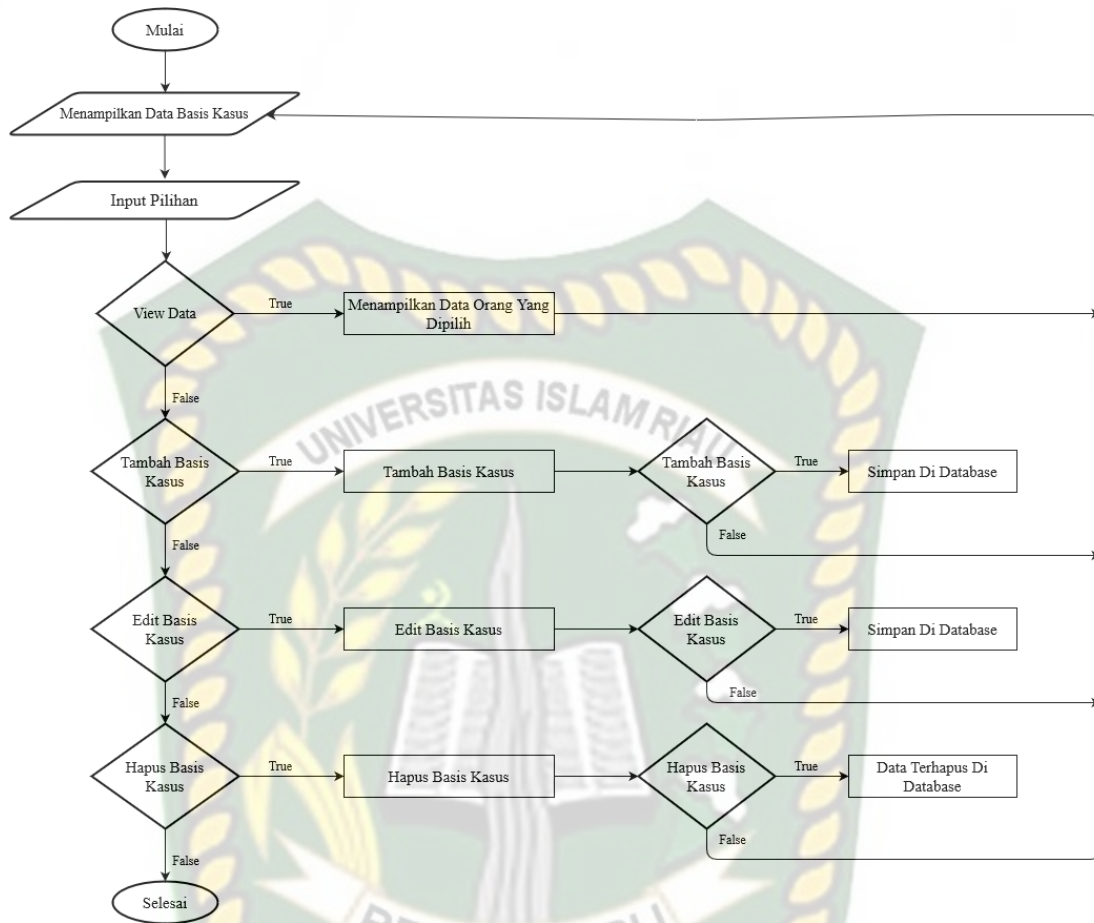 Mulai
Menampilkan Data Basis Kasus
Input Pilihan
View Data
True
Menampilkan Data Orang Yang
Dipilih
False
UNIVERSITAS ISLAM RIAU
Tambah Basis
Kasus
True
Tambah Basis Kasus
Tambah Basis
Kasus
True
Simpan Di Database
False
False
Edit Basis
Kasus
True
Edit Basis Kasus
Edit Basis
Kasus
True
Simpan Di Database
False
False
Hapus Basis
Kasus
True
Hapus Basis Kasus
Hapus Basis
Kasus
True
Data Terhapus Di
Database
False
False
Selesai